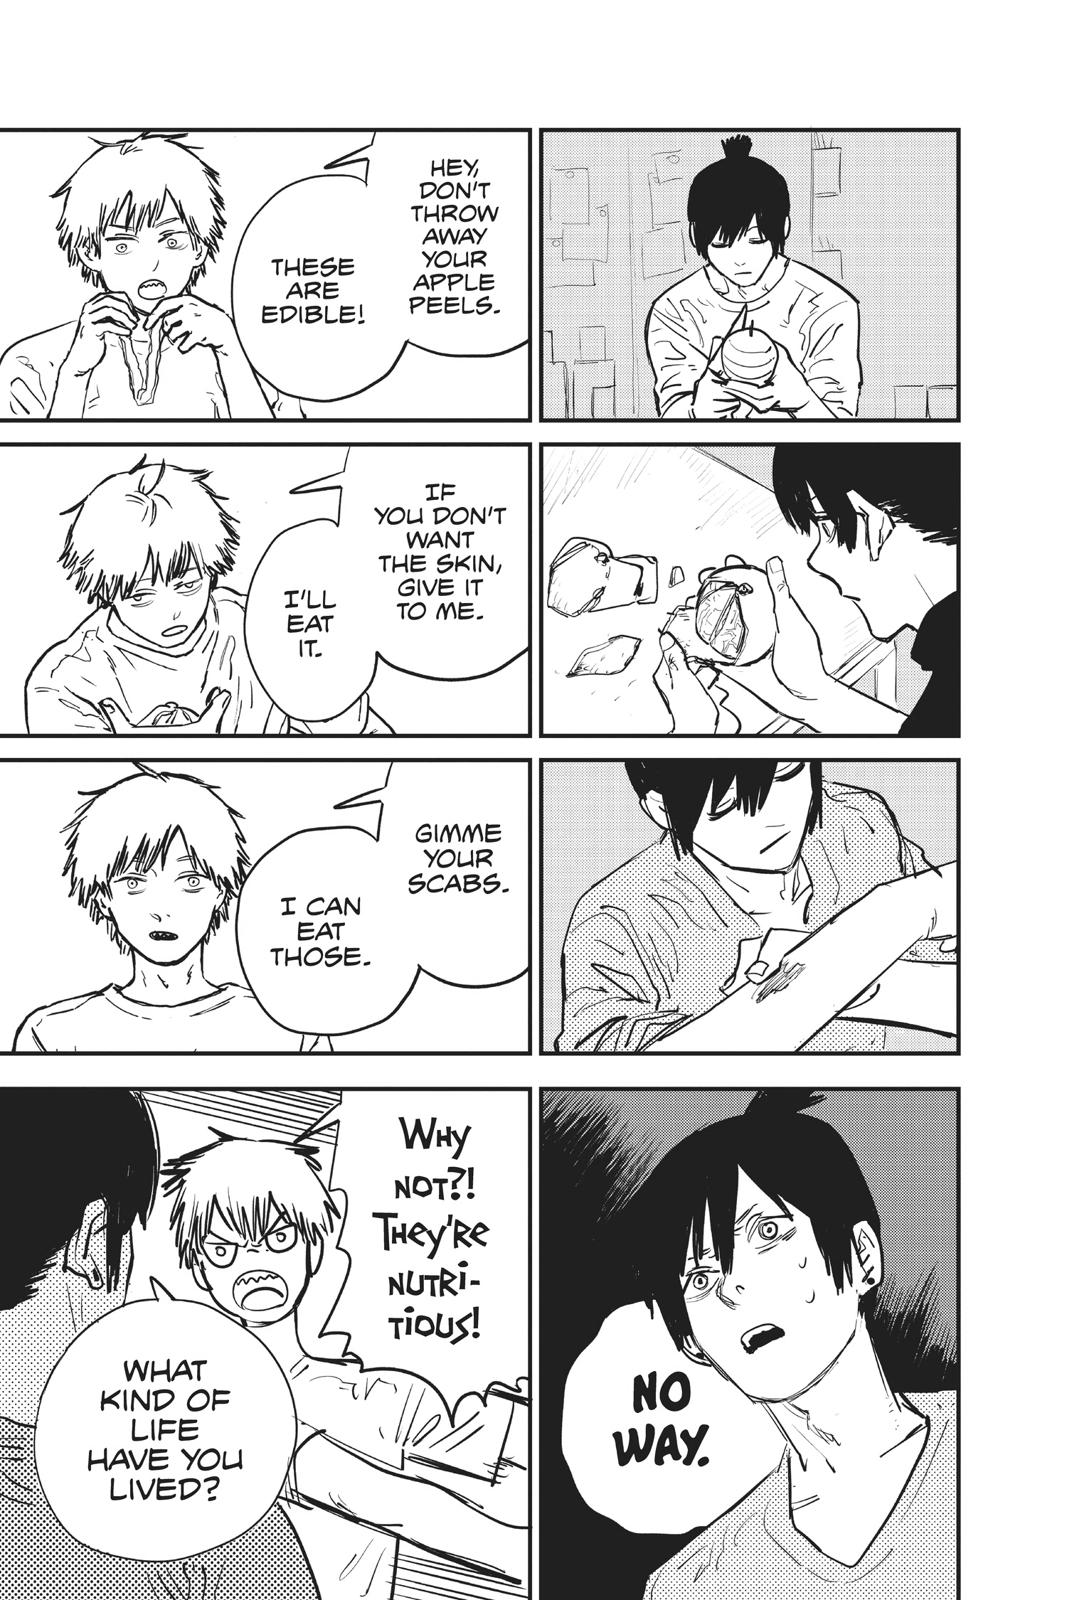 HEY,
DON'T
THROW
AWAY
YOUR
APPLE
PEELS.
THESE
ARE
EDIBLE!
IF
YOU DON'T
WANT
THE SKIN,
GIVE IT
TO ME.
I'LL
EAT
IT.
GIMME
YOUR
SCABS.
I CAN
EAT
THOSE.
NO
WAY.
WHY
NOT?!
THEY'RE
NUTRI-
TIOUS!
WHAT
KIND OF
LIFE
HAVE YOU
LIVED?